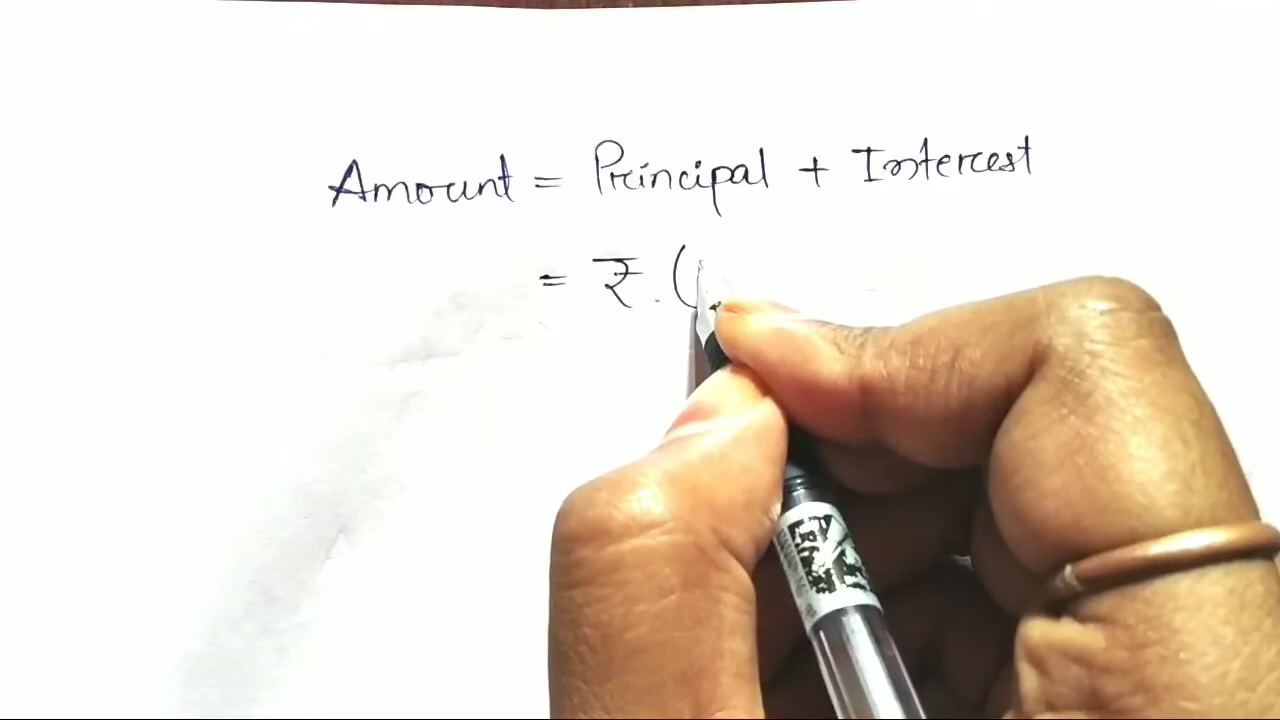 Amount = Principal + Interest
= ₹. (